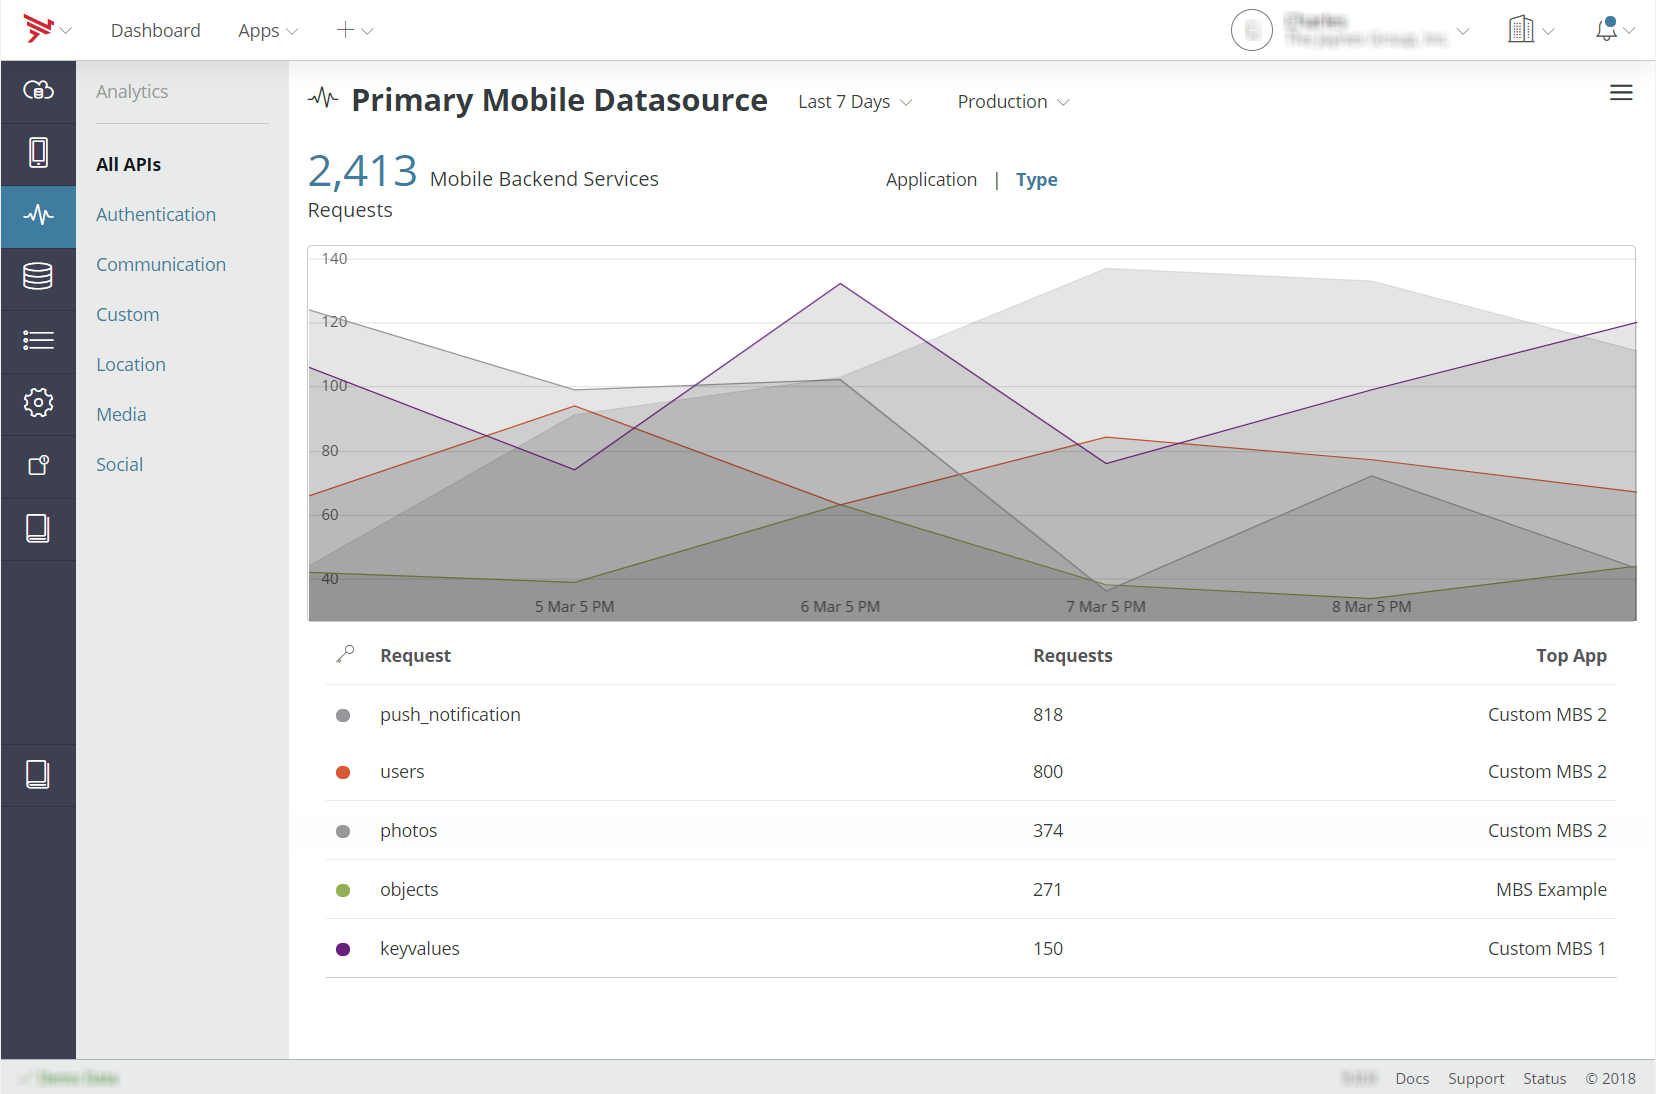 Dashboard Apps
Analytics
All APIs
Authentication
Communication
Custom
Location
Media
Social
Primary Mobile Datasource Last 7 Days Production
2,413 Mobile Backend Services
Requests
Application | Type
140
120
100
80
60
40
5 Mar 5 PM 6 Mar 5 PM 7 Mar 5 PM 8 Mar 5 PM
Request Requests Top App
push_notification 818 Custom MBS 2
users 800 Custom MBS 2
photos 374 Custom MBS 2
objects 271 MBS Example
keyvalues 150 Custom MBS 1
Docs Support Status © 2018